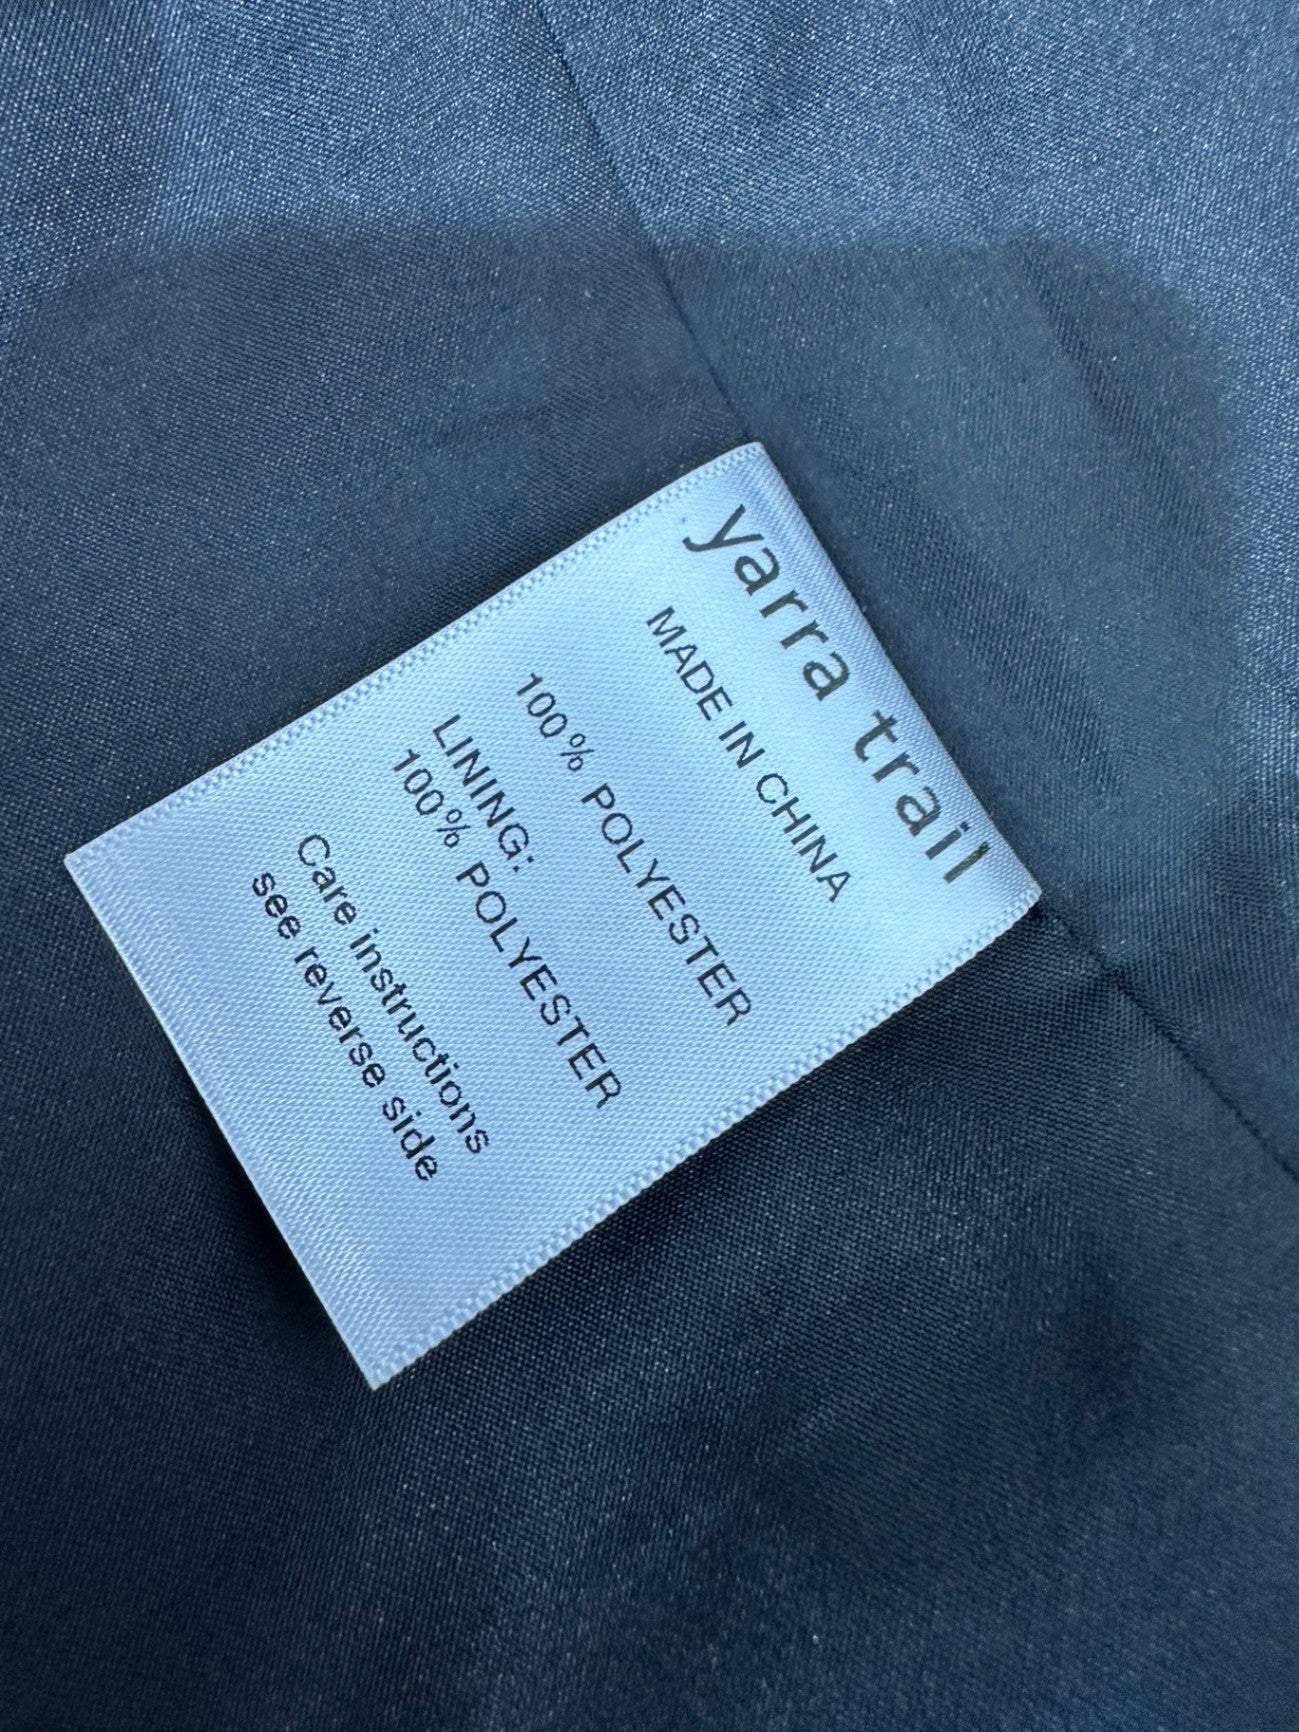 yarra trail
MADE IN CHINA
100% POLYESTER
LINING:
100% POLYESTER
Care instructions
see reverse side